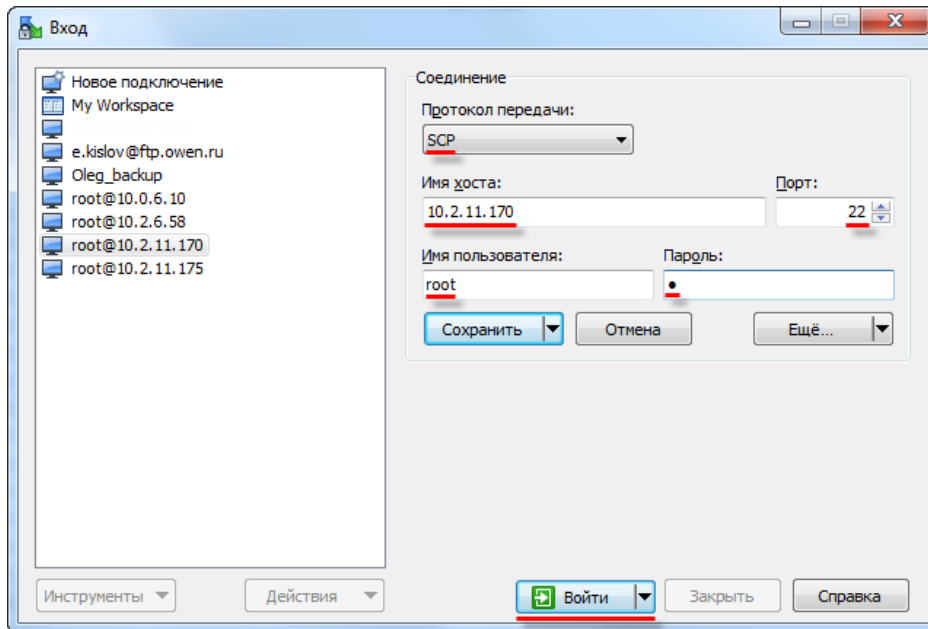 Вход
Новое подключение
My Workspace
e.kislov@ftp.owen.ru
Oleg_backup
root@10.0.6.10
root@10.2.6.58
root@10.2.11.170
root@10.2.11.175
Соединение
Протокол передачи:
SCP
Имя хоста: Порт:
10.2.11.170 22
Имя пользователя: Пароль:
root ●
Сохранить Отмена Ещё...
Инструменты Действия Войти Закрыть Справка